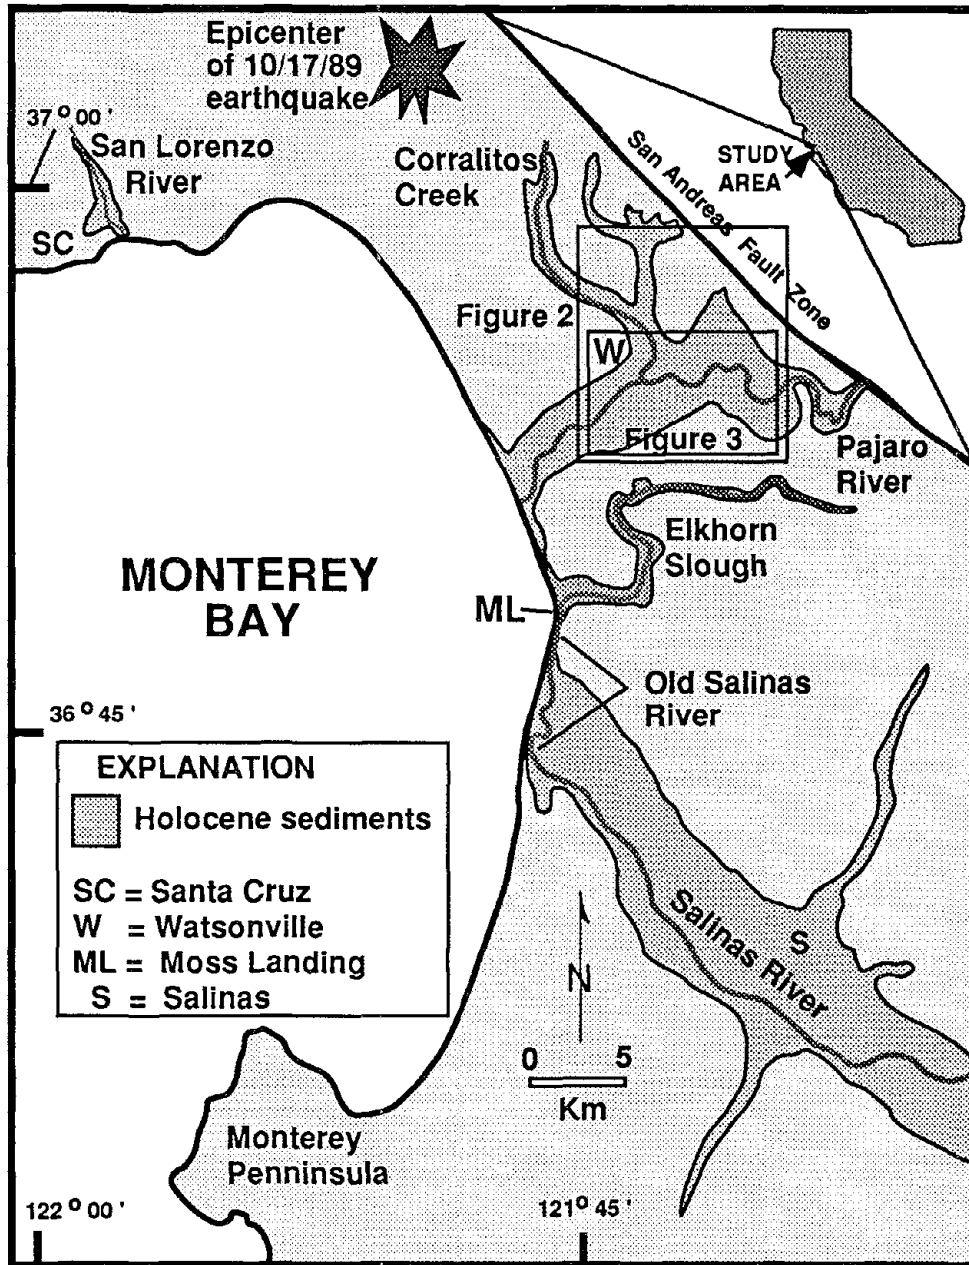 Epicenter
of 10/17/89
earthquake
37° 00 '
San Lorenzo
River
SC
Corralitos
Creek
San Andreas Fault Zone
STUDY
AREA
Figure 2
W
Figure 3
Pajaro
River
Elkhorn
Slough
MONTEREY
BAY
ML
Old Salinas
River
36° 45 '
EXPLANATION
Holocene sediments
SC = Santa Cruz
W = Watsonville
ML = Moss Landing
S = Salinas
Salinas River
S
N
0 5
Km
Monterey
Penninsula
122° 00 '
121° 45 '